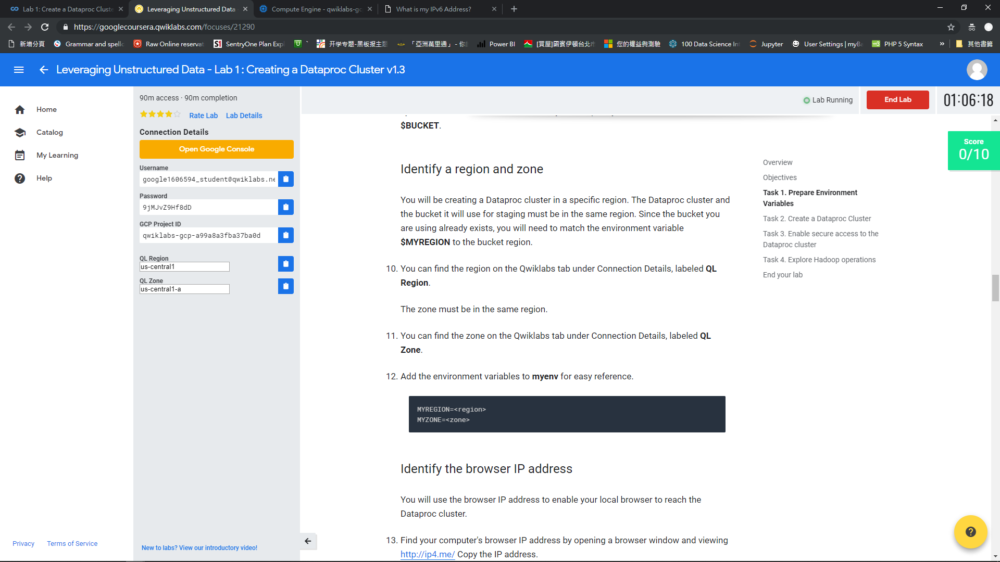 Lab 1: Create a Dataproc Cluste
Leveraging Unstructured Data -
Compute Engine - qwiklabs-gc
What is my IPv6 Address?
https://googlecoursera.qwiklabs.com/focuses/21290
新增分頁
Grammar and spello
Raw Online reservat
SentryOne Plan Expl
开学专题-黑板报主题
「亞洲萬里通」 - 你的
Power BI
[買屋]國賓伊頓台北市
您的權益與測驗
100 Data Science Int
Jupyter
User Settings | myBa
PHP 5 Syntax
»
其他書籤
Leveraging Unstructured Data - Lab 1 : Creating a Dataproc Cluster v1.3
Home
Catalog
My Learning
Help
Privacy
Terms of Service
90m access · 90m completion
Rate Lab
Lab Details
Connection Details
Open Google Console
Username
google1606594_student@qwiklabs.ne
Password
9jMJvZ9Hf8dD
GCP Project ID
qwiklabs-gcp-a99a8a3fba37ba0d
QL Region
us-central1
QL Zone
us-central1-a
New to labs? View our introductory video!
Lab Running
End Lab
01:06:18
$BUCKET.
Identify a region and zone
You will be creating a Dataproc cluster in a specific region. The Dataproc cluster and
the bucket it will use for staging must be in the same region. Since the bucket you
are using already exists, you will need to match the environment variable
$MYREGION to the bucket region.
10. You can find the region on the Qwiklabs tab under Connection Details, labeled QL
Region.
The zone must be in the same region.
11. You can find the zone on the Qwiklabs tab under Connection Details, labeled QL
Zone.
12. Add the environment variables to myenv for easy reference.
MYREGION=<region>
MYZONE=<zone>
Identify the browser IP address
You will use the browser IP address to enable your local browser to reach the
Dataproc cluster.
13. Find your computer's browser IP address by opening a browser window and viewing
http://ip4.me/ Copy the IP address.
Overview
Objectives
Task 1. Prepare Environment
Variables
Task 2. Create a Dataproc Cluster
Task 3. Enable secure access to the
Dataproc cluster
Task 4. Explore Hadoop operations
End your lab
Score
0/10